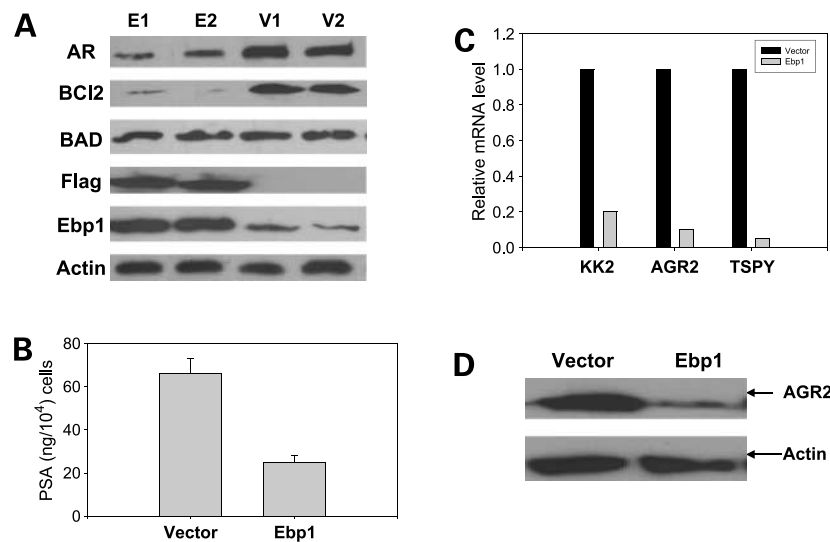 A
E1 E2 V1 V2
AR
BCl2
BAD
Flag
Ebp1
Actin
B
PSA (ng/10⁴) cells
80
60
40
20
0
Vector Ebp1
C
Relative mRNA level
1.2
1.0
0.8
0.6
0.4
0.2
0.0
Vector
Ebp1
KK2 AGR2 TSPY
D
Vector Ebp1
AGR2
Actin